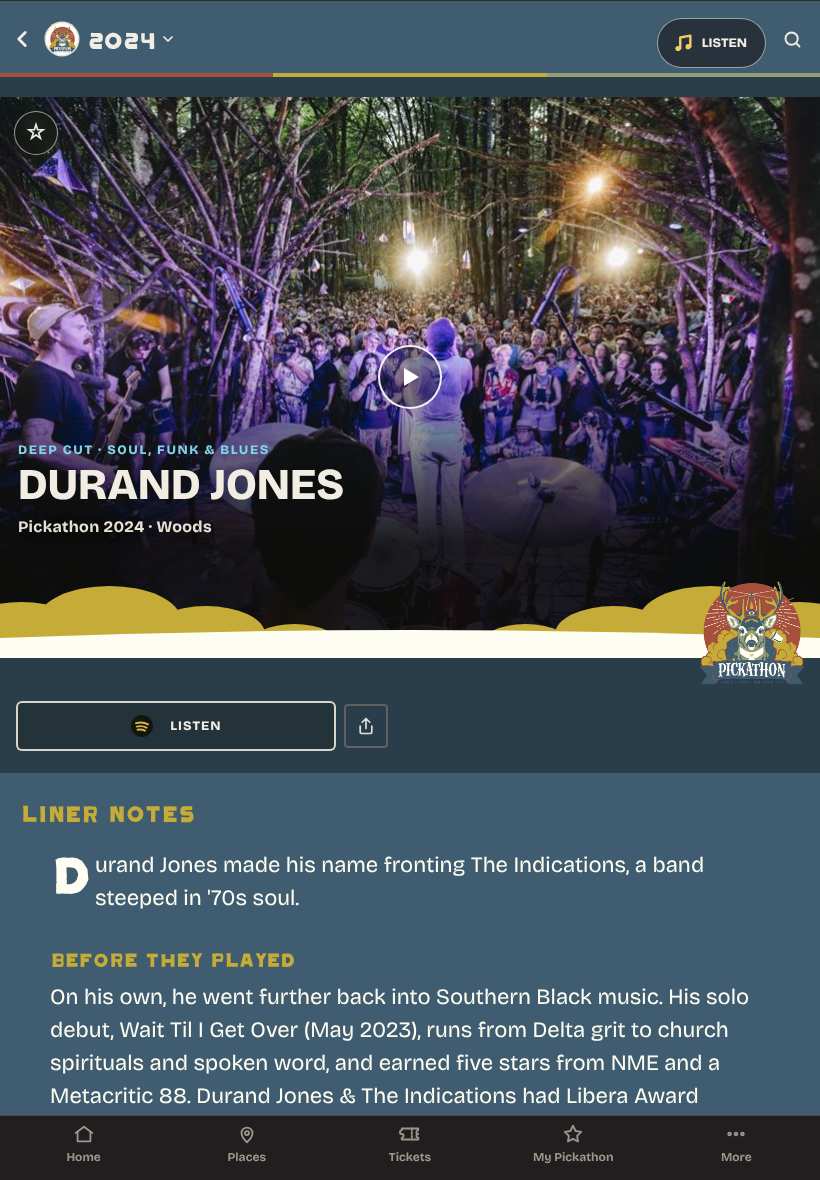 2024
LISTEN
DEEP CUT · SOUL, FUNK & BLUES
DURAND JONES
Pickathon 2024 · Woods
PICKATHON
LISTEN
LINER NOTES
Durand Jones made his name fronting The Indications, a band
steeped in '70s soul.
BEFORE THEY PLAYED
On his own, he went further back into Southern Black music. His solo
debut, Wait Til I Get Over (May 2023), runs from Delta grit to church
spirituals and spoken word, and earned five stars from NME and a
Metacritic 88. Durand Jones & The Indications had Libera Award
Home
Places
Tickets
My Pickathon
More